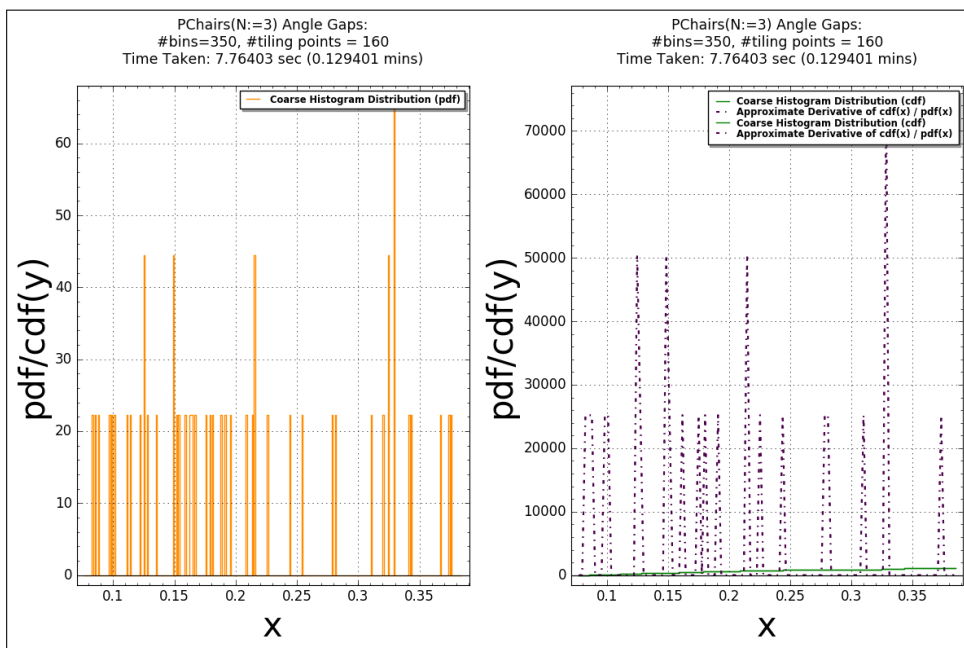 PChairs(N:=3) Angle Gaps:
#bins=350, #tiling points = 160
Time Taken: 7.76403 sec (0.129401 mins)
Coarse Histogram Distribution (pdf)
pdf/cdf(y)
60
50
40
30
20
10
0
0.1 0.15 0.2 0.25 0.3 0.35
x
PChairs(N:=3) Angle Gaps:
#bins=350, #tiling points = 160
Time Taken: 7.76403 sec (0.129401 mins)
Coarse Histogram Distribution (cdf)
Approximate Derivative of cdf(x) / pdf(x)
Coarse Histogram Distribution (cdf)
Approximate Derivative of cdf(x) / pdf(x)
pdf/cdf(y)
70000
60000
50000
40000
30000
20000
10000
0
0.1 0.15 0.2 0.25 0.3 0.35
x